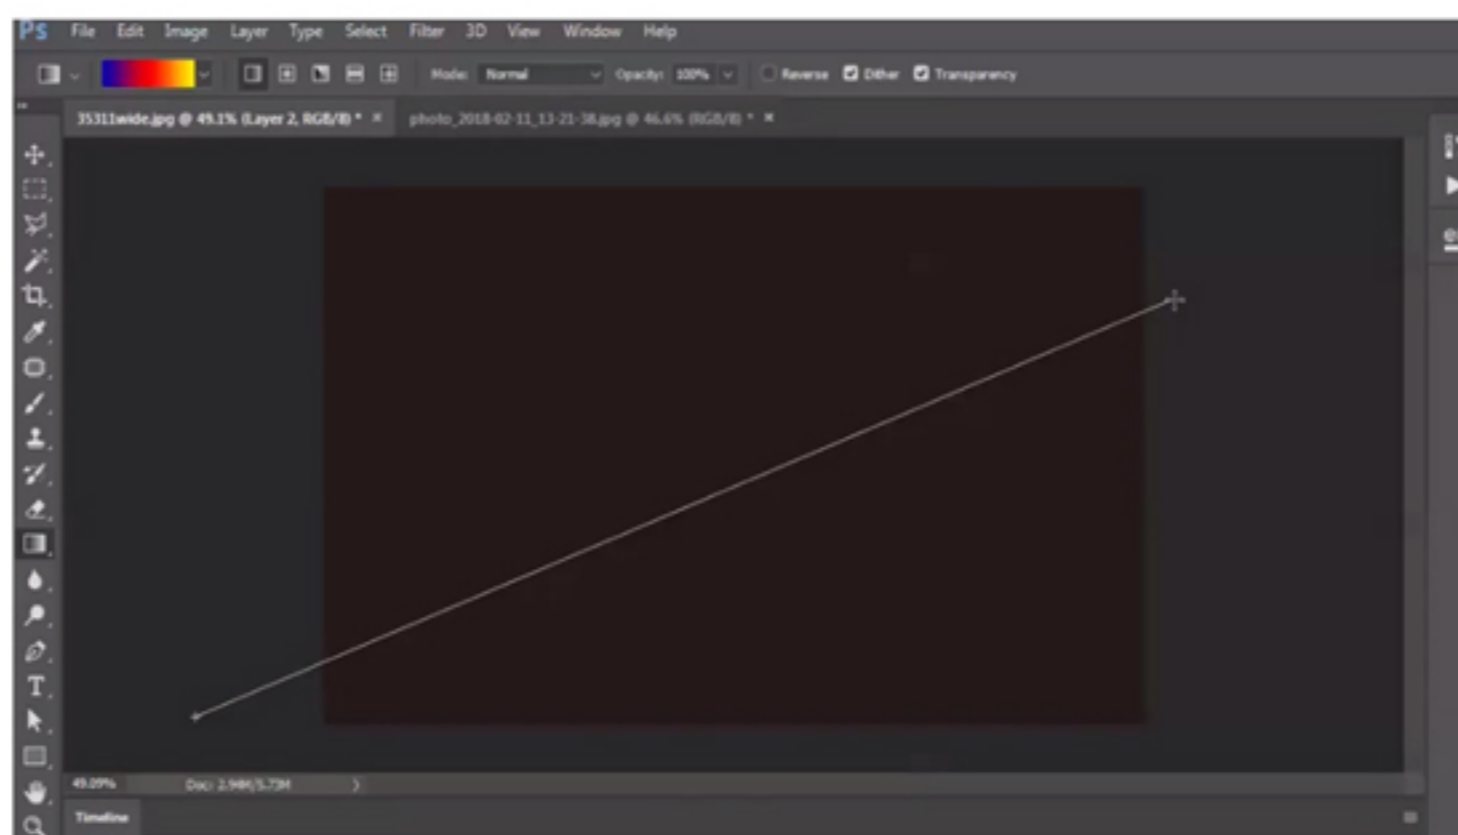 Ps File Edit Image Layer Type Select Filter 3D View Window Help
Mode: Normal Opacity: 100% Reverse Dither Transparency
35311wide.jpg @ 49.1% (Layer 2, RGB/8) * × photo_2018-02-11_13-21-38.jpg @ 46.6% (RGB/8) * ×
T
49.09% Doc: 2.94M/5.73M
Timeline